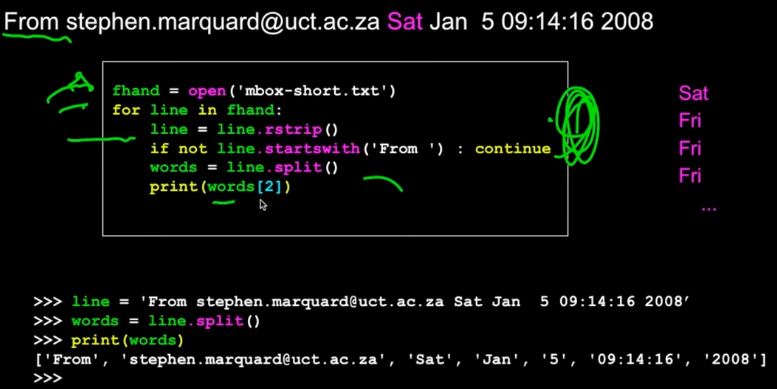 From stephen.marquard@uct.ac.za Sat Jan  5 09:14:16 2008
fhand = open('mbox-short.txt')
for line in fhand:
    line = line.rstrip()
    if not line.startswith('From ') : continue
    words = line.split()
    print(words[2])
Sat
Fri
Fri
Fri
...
>>> line = 'From stephen.marquard@uct.ac.za Sat Jan  5 09:14:16 2008’
>>> words = line.split()
>>> print(words)
['From', 'stephen.marquard@uct.ac.za', 'Sat', 'Jan', '5', '09:14:16', '2008']
>>>